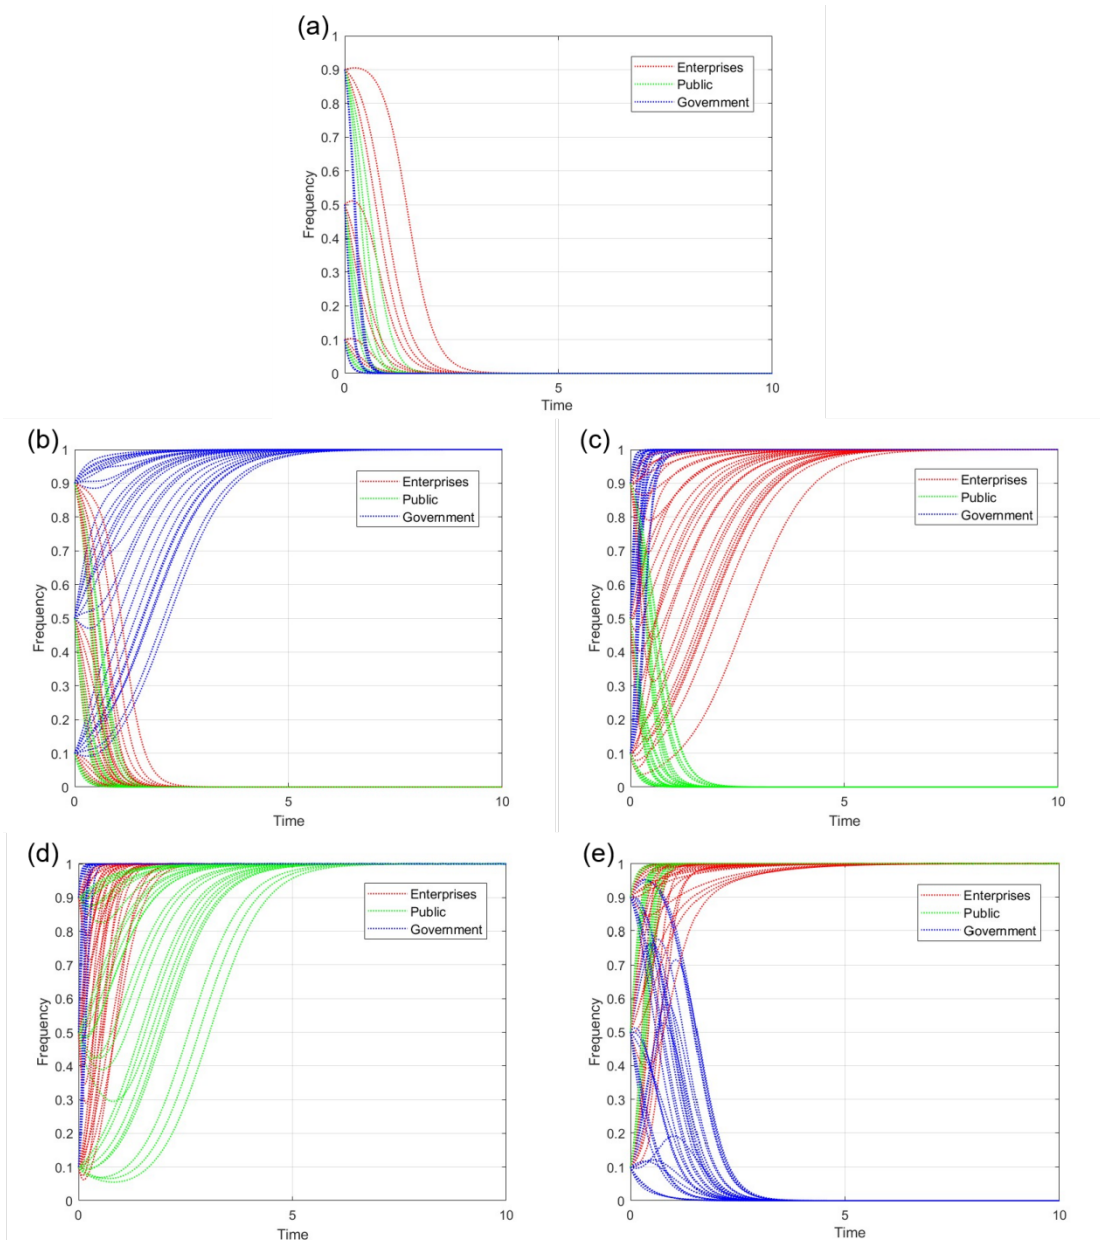 (a)
1
0.9
0.8
0.7
0.6
0.5
0.4
0.3
0.2
0.1
0
Frequency
Enterprises
Public
Government
0 5 10
Time
(b)
1
0.9
0.8
0.7
0.6
0.5
0.4
0.3
0.2
0.1
0
Frequency
Enterprises
Public
Government
0 5 10
Time
(c)
1
0.9
0.8
0.7
0.6
0.5
0.4
0.3
0.2
0.1
0
Frequency
Enterprises
Public
Government
0 5 10
Time
(d)
1
0.9
0.8
0.7
0.6
0.5
0.4
0.3
0.2
0.1
0
Frequency
Enterprises
Public
Government
0 5 10
Time
(e)
1
0.9
0.8
0.7
0.6
0.5
0.4
0.3
0.2
0.1
0
Frequency
Enterprises
Public
Government
0 5 10
Time